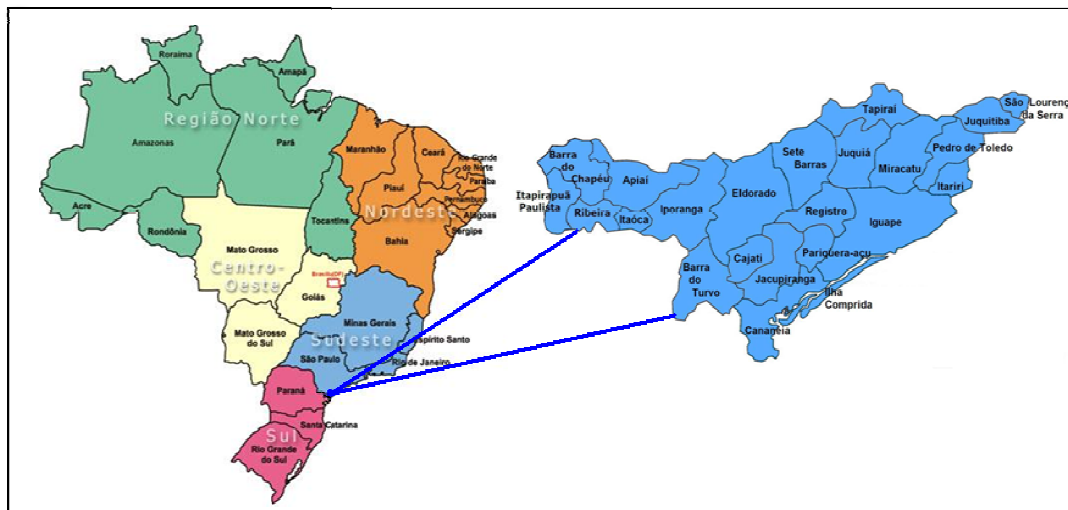 Roraima
Amapá
Região Norte
Amazonas
Pará
Acre
Rondônia
Tocantins
Maranhão
Ceará
Rio Grande
do Norte
Paraíba
Piauí
Pernambuco
Nordeste
Alagoas
Sergipe
Bahia
Mato Grosso
Centro-
Oeste
Brasília(DF)
Goiás
Mato Grosso
do Sul
Minas Gerais
Espírito Santo
Sudeste
São Paulo
Rio de Janeiro
Paraná
Santa Catarina
Sul
Rio Grande
do Sul
São Lourenço
da Serra
Tapiraí
Juquitiba
Sete
Barras
Juquiá
Pedro de Toledo
Miracatu
Itariri
Barra
do
Chapéu
Apiaí
Itapirapuã
Paulista
Ribeira
Itaóca
Iporanga
Eldorado
Registro
Iguape
Pariquera-açu
Cajati
Jacupiranga
Barra
do
Turvo
Ilha
Comprida
Cananéia